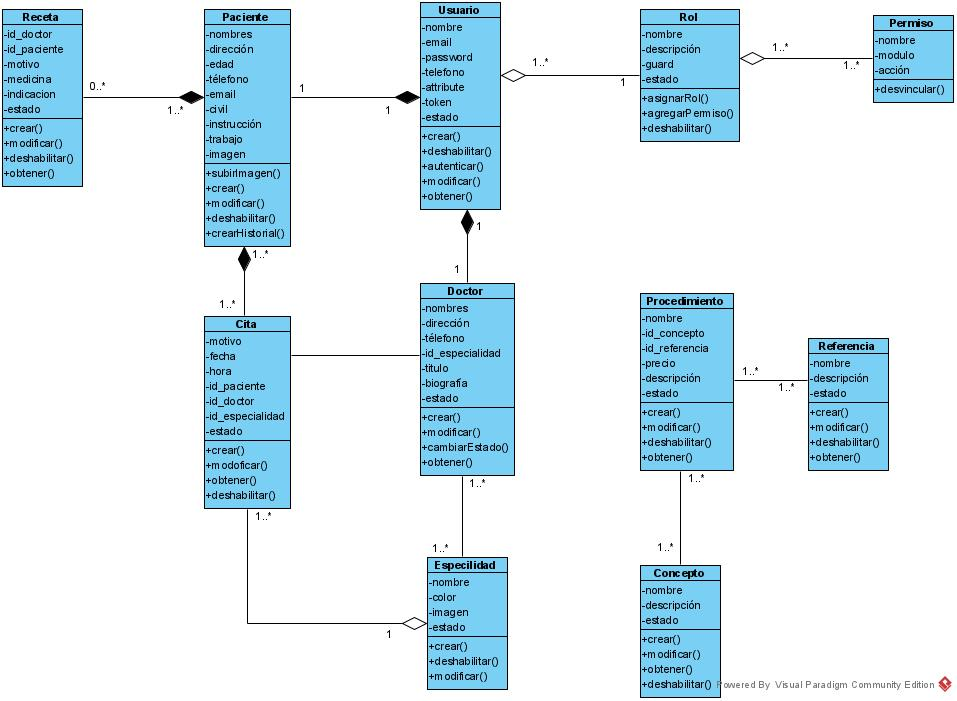 Receta
-id_doctor
-id_paciente
-motivo
-medicina
-indicacion
-estado
+crear()
+modificar()
+deshabilitar()
+obtener()
0..*
1..*
Paciente
-nombres
-dirección
-edad
-télefono
-email
-civil
-instrucción
-trabajo
-imagen
+subirImagen()
+crear()
+modificar()
+deshabilitar()
+crearHistorial()
1
1
Usuario
-nombre
-email
-password
-telefono
-attribute
-token
-estado
+crear()
+deshabilitar()
+autenticar()
+modificar()
+obtener()
1..*
1
Rol
-nombre
-descripción
-guard
-estado
+asignarRol()
+agregarPermiso()
+deshabilitar()
1..*
1..*
Permiso
-nombre
-modulo
-acción
+desvincular()
1..*
1..*
Cita
-motivo
-fecha
-hora
-id_paciente
-id_doctor
-id_especialidad
-estado
+crear()
+modoficar()
+obtener()
+deshabilitar()
1..*
1
1
1
Doctor
-nombres
-dirección
-télefono
-id_especialidad
-titulo
-biografía
-estado
+crear()
+modificar()
+cambiarEstado()
+obtener()
1..*
1..*
Especilidad
-nombre
-color
-imagen
-estado
+crear()
+deshabilitar()
+modificar()
Procedimiento
-nombre
-id_concepto
-id_referencia
-precio
-descripción
-estado
+crear()
+modificar()
+deshabilitar()
+obtener()
1..*
1..*
Referencia
-nombre
-descripción
-estado
+crear()
+modificar()
+deshabilitar()
+obtener()
1..*
1..*
Concepto
-nombre
-descripción
-estado
+crear()
+modificar()
+obtener()
+deshabilitar()
Powered By Visual Paradigm Community Edition